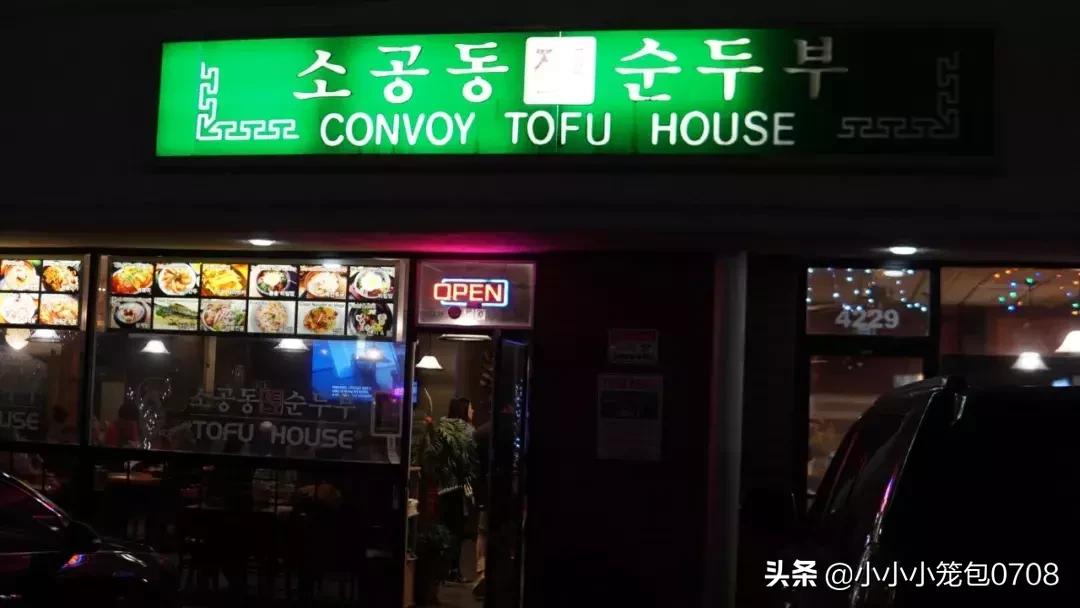 소공동 순두부
CONVOY TOFU HOUSE
OPEN
4229
소공동 순두부
TOFU HOUSE
USE
头条 @小小小笼包0708